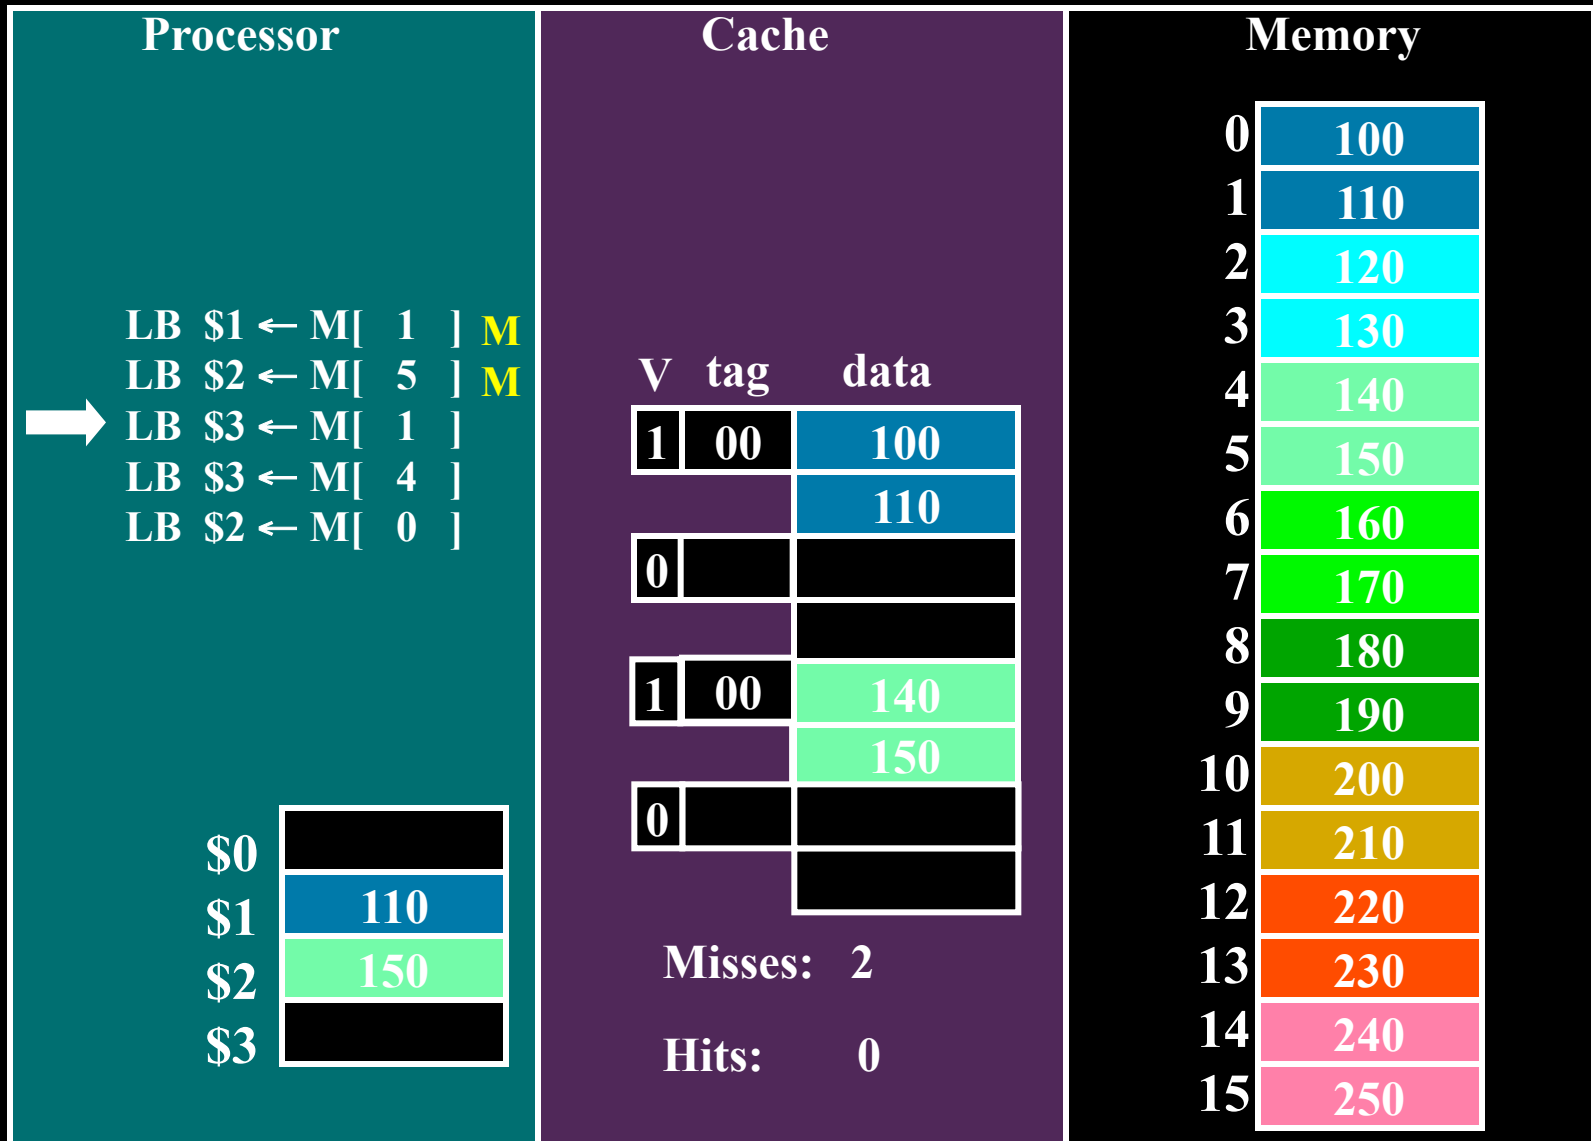 Processor
LB $1 ← M[ 1 ] M
LB $2 ← M[ 5 ] M
LB $3 ← M[ 1 ]
LB $3 ← M[ 4 ]
LB $2 ← M[ 0 ]
$0
$1 110
$2 150
$3
Cache
V tag data
1 00 100
110
0
1 00 140
150
0
Misses: 2
Hits: 0
Memory
0 100
1 110
2 120
3 130
4 140
5 150
6 160
7 170
8 180
9 190
10 200
11 210
12 220
13 230
14 240
15 250